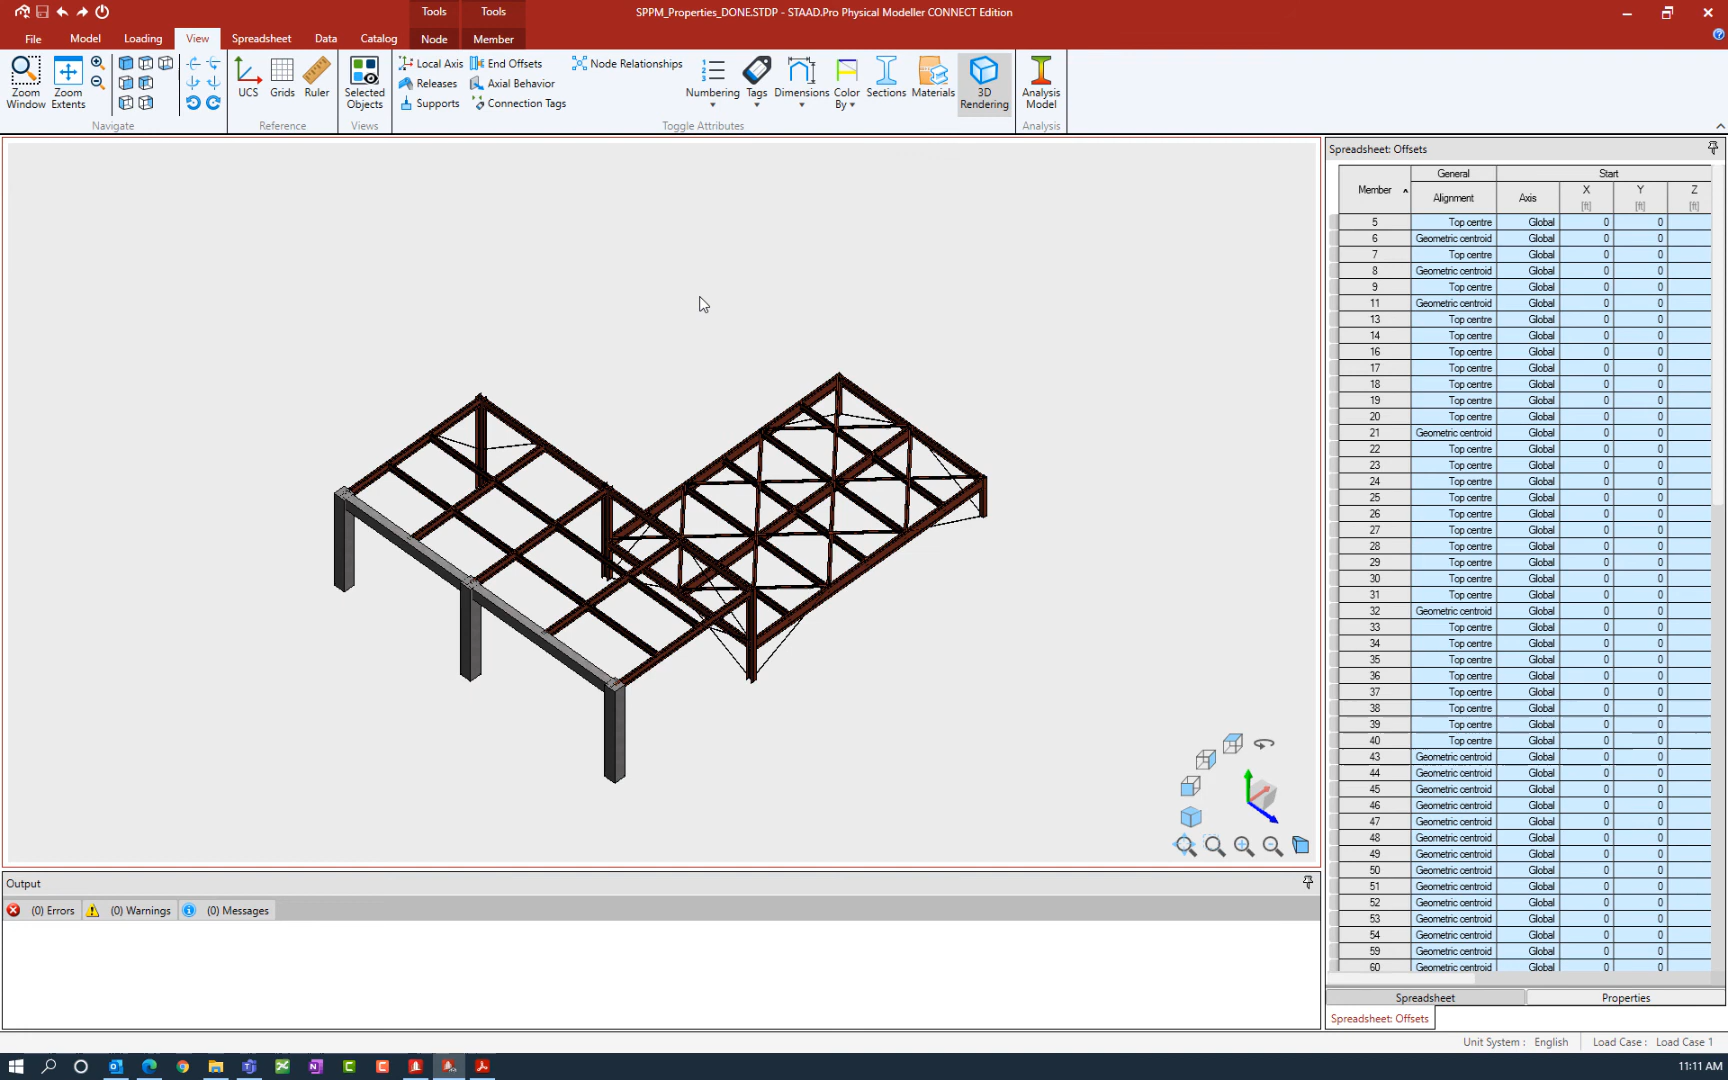 Tools Tools SPPM_Properties_DONE.STDP - STAAD.Pro Physical Modeller CONNECT Edition
File Model Loading View Spreadsheet Data Catalog Node Member
Local Axis End Offsets Node Relationships
Releases Axial Behavior
Supports Connection Tags
Zoom Window Zoom Extents UCS Grids Ruler Selected Objects Numbering Tags Dimensions Color By Sections Materials 3D Rendering Analysis Model
Navigate Reference Views Toggle Attributes Analysis
Spreadsheet: Offsets
General Start
Member Alignment Axis X Y Z
[ft] [ft] [ft]
5 Top centre Global 0 0
6 Geometric centroid Global 0 0
7 Top centre Global 0 0
8 Geometric centroid Global 0 0
9 Top centre Global 0 0
11 Geometric centroid Global 0 0
13 Top centre Global 0 0
14 Top centre Global 0 0
16 Top centre Global 0 0
17 Top centre Global 0 0
18 Top centre Global 0 0
19 Top centre Global 0 0
20 Top centre Global 0 0
21 Geometric centroid Global 0 0
22 Top centre Global 0 0
23 Top centre Global 0 0
24 Top centre Global 0 0
25 Top centre Global 0 0
26 Top centre Global 0 0
27 Top centre Global 0 0
28 Top centre Global 0 0
29 Top centre Global 0 0
30 Top centre Global 0 0
31 Top centre Global 0 0
32 Geometric centroid Global 0 0
33 Top centre Global 0 0
34 Top centre Global 0 0
35 Top centre Global 0 0
36 Top centre Global 0 0
37 Top centre Global 0 0
38 Top centre Global 0 0
39 Top centre Global 0 0
40 Top centre Global 0 0
43 Geometric centroid Global 0 0
44 Geometric centroid Global 0 0
45 Geometric centroid Global 0 0
46 Geometric centroid Global 0 0
47 Geometric centroid Global 0 0
48 Geometric centroid Global 0 0
49 Geometric centroid Global 0 0
50 Geometric centroid Global 0 0
51 Geometric centroid Global 0 0
52 Geometric centroid Global 0 0
53 Geometric centroid Global 0 0
54 Geometric centroid Global 0 0
59 Geometric centroid Global 0 0
60 Geometric centroid Global 0 0
Spreadsheet Properties
Spreadsheet: Offsets
Output
(0) Errors (0) Warnings (0) Messages
Unit System : English Load Case : Load Case 1
11:11 AM